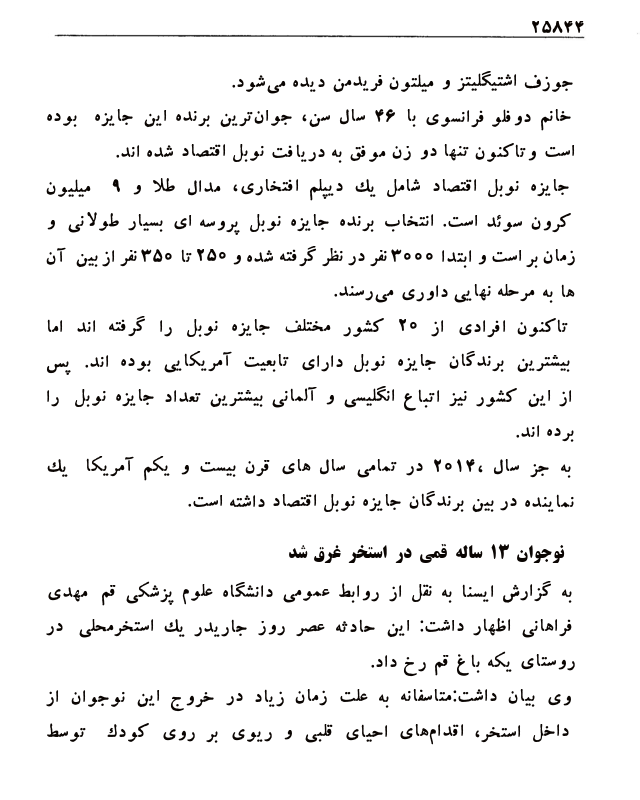 ۲۵۸۴۴
جوزف اشتیگلیتز و میلتون فریدمن دیده می‌شود.
خانم دوفلو فرانسوی با ۴۶ سال سن، جوان‌ترین برنده این جایزه بوده
است و تاکنون تنها دو زن موفق به دریافت نوبل اقتصاد شده اند.
جایزه نوبل اقتصاد شامل یك دیپلم افتخاری، مدال طلا و ۹ میلیون
کرون سوئد است. انتخاب برنده جایزه نوبل پروسه ای بسیار طولانی و
زمان بر است و ابتدا ۳۰۰۰ نفر در نظر گرفته شده و ۲۵۰ تا ۳۵۰ نفر از بین آن
ها به مرحله نهایی داوری می‌رسند.
تاکنون افرادی از ۲۰ کشور مختلف جایزه نوبل را گرفته اند اما
بیشترین برندگان جایزه نوبل دارای تابعیت آمریکایی بوده اند. پس
از این کشور نیز اتباع انگلیسی و آلمانی بیشترین تعداد جایزه نوبل را
برده اند.
به جز سال ۲۰۱۴، در تمامی سال های قرن بیست و یکم آمریکا یك
نماینده در بین برندگان جایزه نوبل اقتصاد داشته است.
نوجوان ۱۳ ساله قمی در استخر غرق شد
به گزارش ایسنا به نقل از روابط عمومی دانشگاه علوم پزشکی قم مهدی
فراهانی اظهار داشت: این حادثه عصر روز جاریدر یك استخرمحلی در
روستای یکه باغ قم رخ داد.
وی بیان داشت:متاسفانه به علت زمان زیاد در خروج این نوجوان از
داخل استخر، اقدام‌های احیای قلبی و ریوی بر روی کودك توسط